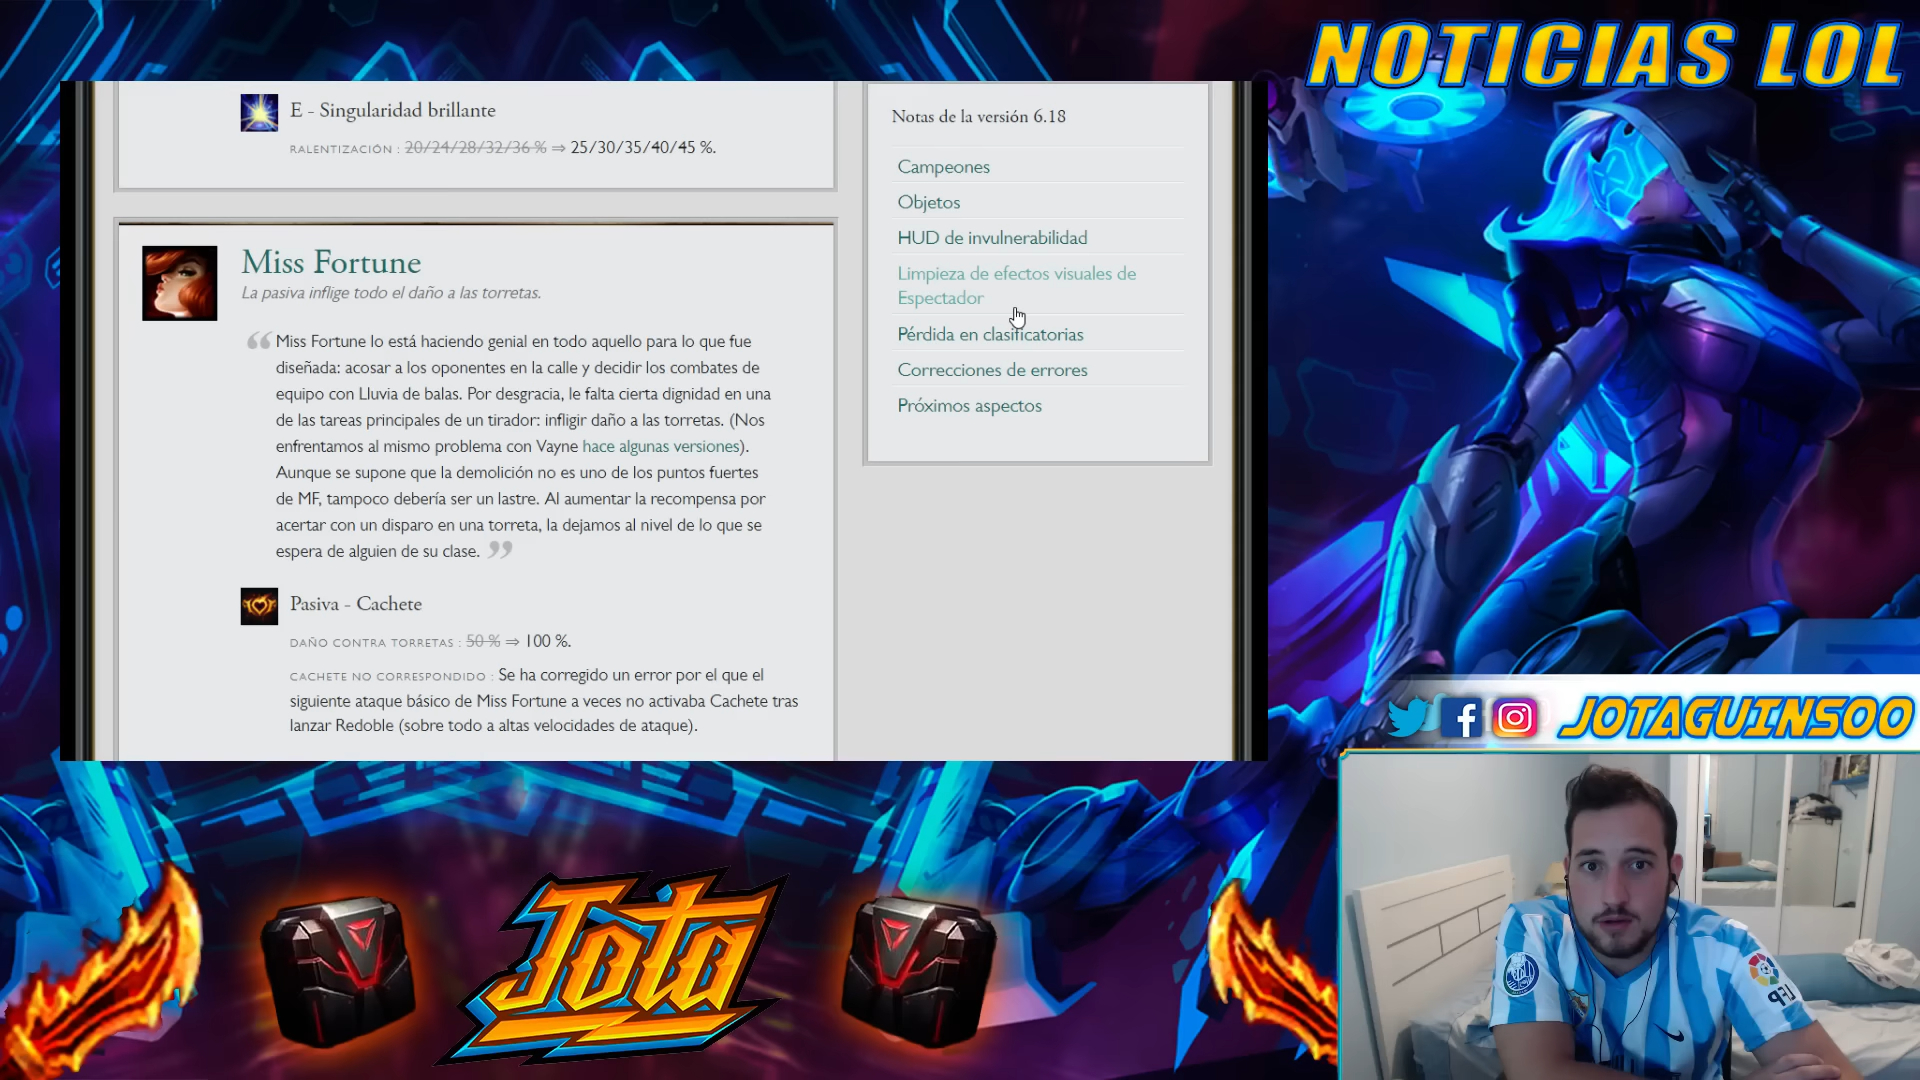 NOTICIAS LOL
E - Singularidad brillante
RALENTIZACIÓN : 20/24/28/32/36 % ⇒ 25/30/35/40/45 %.
Miss Fortune
La pasiva inflige todo el daño a las torretas.
“ Miss Fortune lo está haciendo genial en todo aquello para lo que fue
diseñada: acosar a los oponentes en la calle y decidir los combates de
equipo con Lluvia de balas. Por desgracia, le falta cierta dignidad en una
de las tareas principales de un tirador: infligir daño a las torretas. (Nos
enfrentamos al mismo problema con Vayne hace algunas versiones).
Aunque se supone que la demolición no es uno de los puntos fuertes
de MF, tampoco debería ser un lastre. Al aumentar la recompensa por
acertar con un disparo en una torreta, la dejamos al nivel de lo que se
espera de alguien de su clase. ”
Pasiva - Cachete
DAÑO CONTRA TORRETAS : 50 % ⇒ 100 %.
CACHETE NO CORRESPONDIDO : Se ha corregido un error por el que el
siguiente ataque básico de Miss Fortune a veces no activaba Cachete tras
lanzar Redoble (sobre todo a altas velocidades de ataque).
Notas de la versión 6.18
Campeones
Objetos
HUD de invulnerabilidad
Limpieza de efectos visuales de
Espectador
Pérdida en clasificatorias
Correcciones de errores
Próximos aspectos
JOTAGUINSOO
Jota
LFP